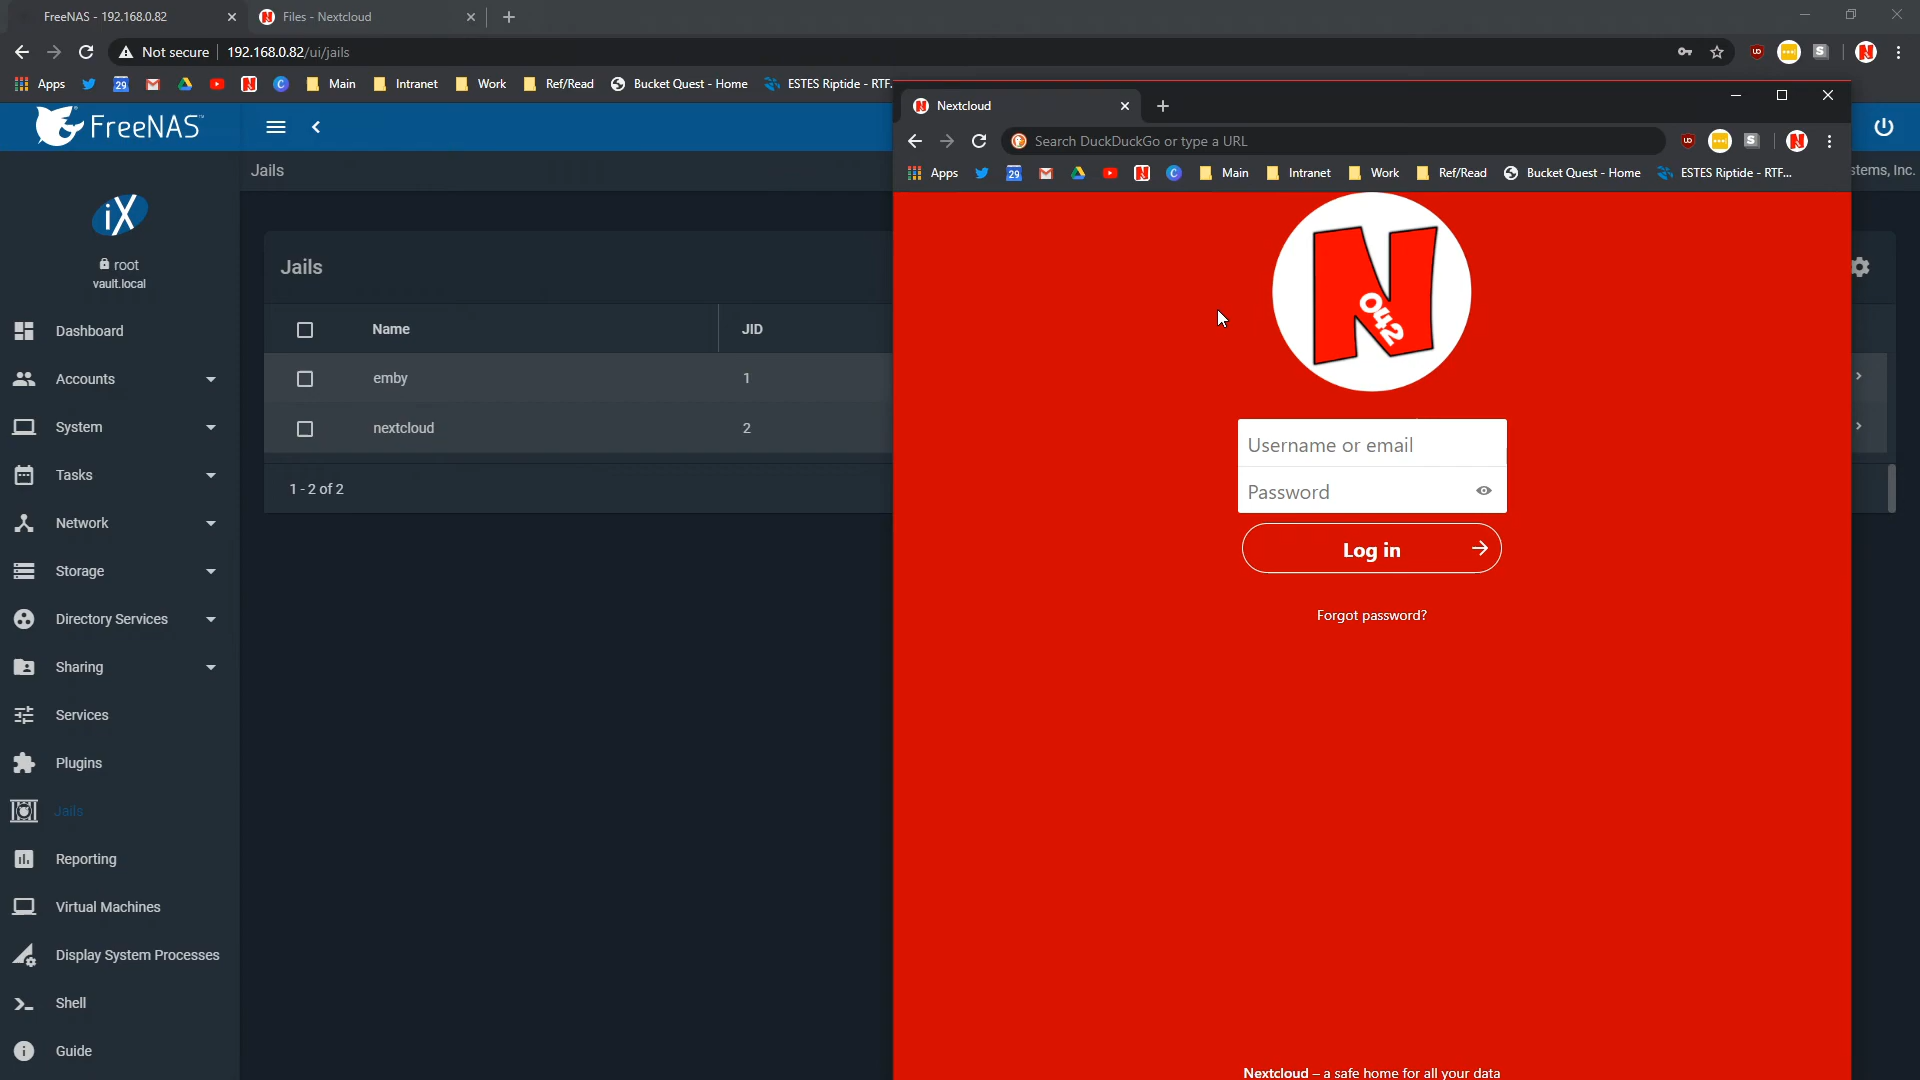 FreeNAS - 192.168.0.82
Files - Nextcloud
Not secure
192.168.0.82/ui/jails
Apps
29
Main
Intranet
Work
Ref/Read
Bucket Quest - Home
ESTES Riptide - RTF
FreeNAS
Jails
stems, Inc.
iX
root
vault.local
Dashboard
Accounts
System
Tasks
Network
Storage
Directory Services
Sharing
Services
Plugins
Jails
Reporting
Virtual Machines
Display System Processes
Shell
Guide
Jails
Name
JID
emby
1
nextcloud
2
1 - 2 of 2
Nextcloud
Search DuckDuckGo or type a URL
Apps
29
Main
Intranet
Work
Ref/Read
Bucket Quest - Home
ESTES Riptide - RTF...
N
042
Username or email
Password
Log in
Forgot password?
Nextcloud – a safe home for all your data